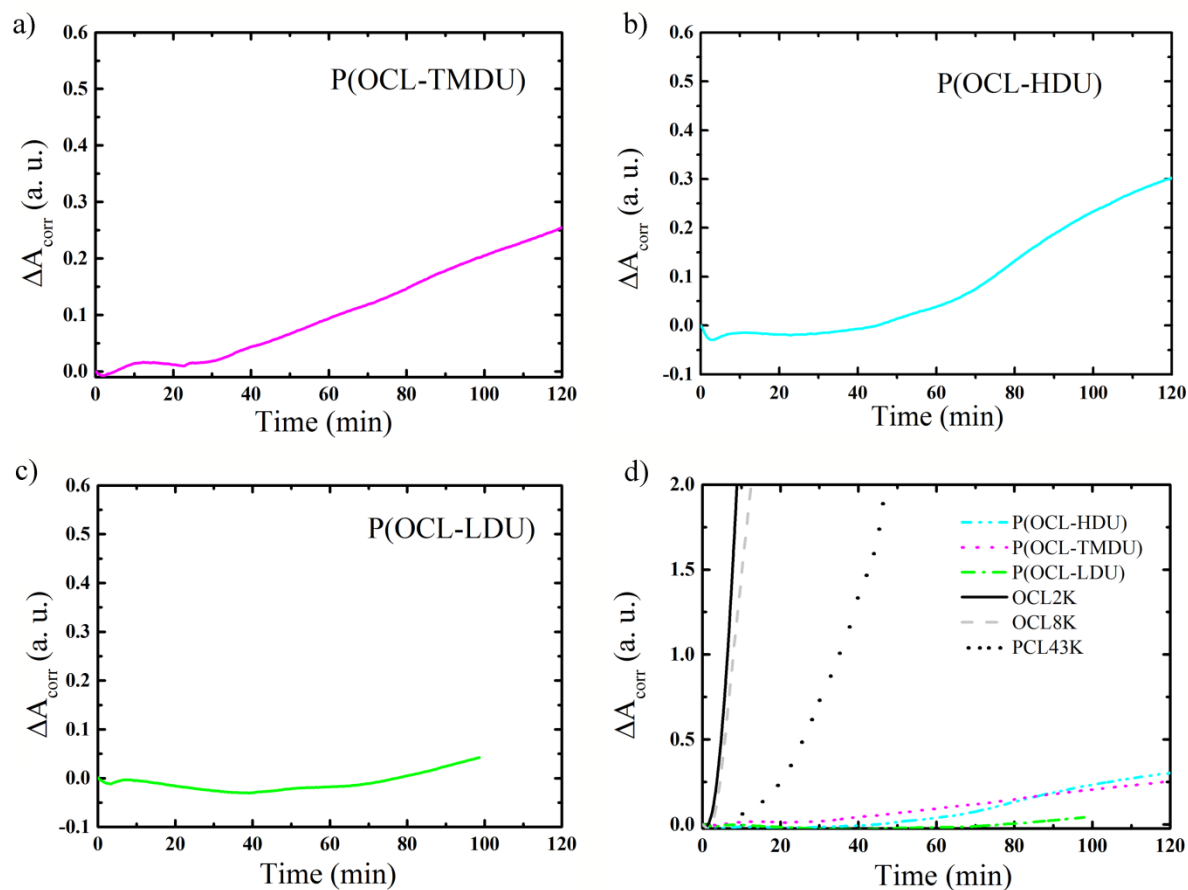 a)
P(OCL-TMDU)
ΔA_corr (a. u.)
0.6
0.5
0.4
0.3
0.2
0.1
0.0
0 20 40 60 80 100 120
Time (min)
b)
P(OCL-HDU)
ΔA_corr (a. u.)
0.6
0.5
0.4
0.3
0.2
0.1
0.0
-0.1
0 20 40 60 80 100 120
Time (min)
c)
P(OCL-LDU)
ΔA_corr (a. u.)
0.6
0.5
0.4
0.3
0.2
0.1
0.0
-0.1
0 20 40 60 80 100 120
Time (min)
d)
ΔA_corr (a. u.)
2.0
1.5
1.0
0.5
0.0
P(OCL-HDU)
P(OCL-TMDU)
P(OCL-LDU)
OCL2K
OCL8K
PCL43K
0 20 40 60 80 100 120
Time (min)